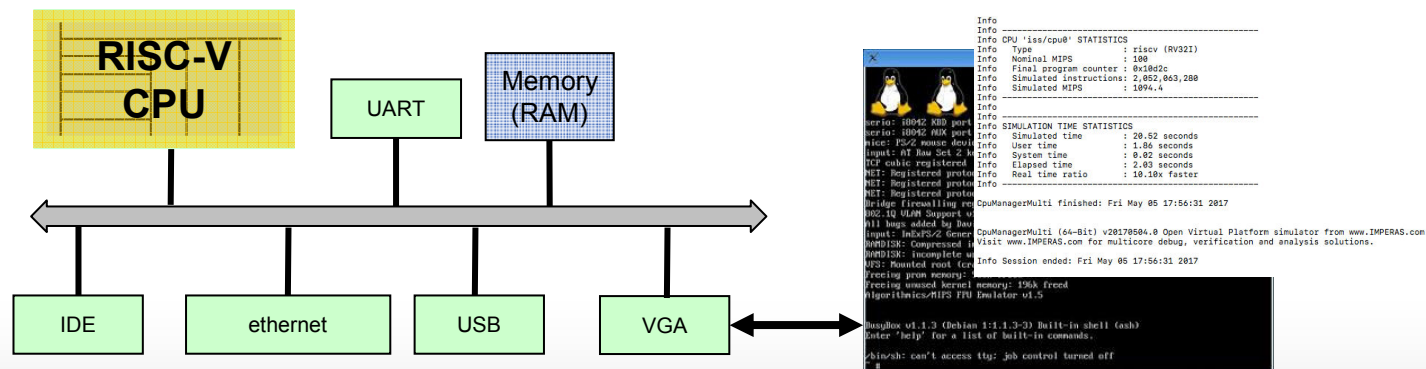 RISC-V
CPU
UART
Memory
(RAM)
IDE
ethernet
USB
VGA
Info
Info ---------------------------------------------------
Info CPU 'iss/cpu0' STATISTICS
Info   Type                  : riscv (RV32I)
Info   Nominal MIPS          : 100
Info   Final program counter : 0x10d2c
Info   Simulated instructions: 2,052,063,280
Info   Simulated MIPS        : 1094.4
Info ---------------------------------------------------
Info
Info ---------------------------------------------------
Info SIMULATION TIME STATISTICS
Info   Simulated time        : 20.52 seconds
Info   User time             : 1.86 seconds
Info   System time           : 0.02 seconds
Info   Elapsed time          : 2.03 seconds
Info   Real time ratio       : 10.10x faster
Info ---------------------------------------------------
CpuManagerMulti finished: Fri May 05 17:56:31 2017
CpuManagerMulti (64-Bit) v20170504.0 Open Virtual Platform simulator from www.IMPERAS.com
Visit www.IMPERAS.com for multicore debug, verification and analysis solutions.
Info Session ended: Fri May 05 17:56:31 2017
serio: i8042 KBD port
serio: i8042 AUX port
mice: PS/2 mouse devi
input: AT Raw Set 2 k
TCP cubic registered
NET: Registered proto
NET: Registered proto
NET: Registered proto
Bridge firewalling re
802.1Q VLAN Support v
All bugs added by Dav
input: ImExPS/2 Gener
RAMDISK: Compressed i
RAMDISK: incomplete w
VFS: Mounted root (cr
Freeing prom memory:
Freeing unused kernel memory: 196k freed
Algorithmics/MIPS FPU Emulator v1.5
BusyBox v1.1.3 (Debian 1:1.1.3-3) Built-in shell (ash)
Enter 'help' for a list of built-in commands.
/bin/sh: can't access tty; job control turned off